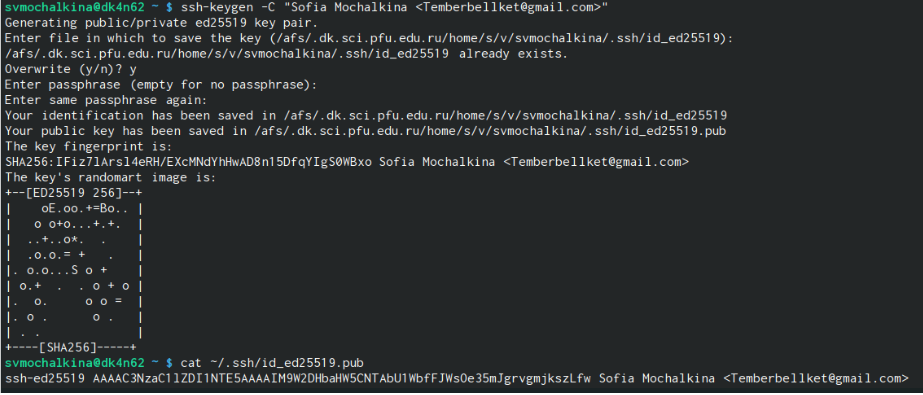 svmochalkina@dk4n62 ~ $ ssh-keygen -C "Sofia Mochalkina <Temberbellket@gmail.com>"
Generating public/private ed25519 key pair.
Enter file in which to save the key (/afs/.dk.sci.pfu.edu.ru/home/s/v/svmochalkina/.ssh/id_ed25519):
/afs/.dk.sci.pfu.edu.ru/home/s/v/svmochalkina/.ssh/id_ed25519 already exists.
Overwrite (y/n)? y
Enter passphrase (empty for no passphrase):
Enter same passphrase again:
Your identification has been saved in /afs/.dk.sci.pfu.edu.ru/home/s/v/svmochalkina/.ssh/id_ed25519
Your public key has been saved in /afs/.dk.sci.pfu.edu.ru/home/s/v/svmochalkina/.ssh/id_ed25519.pub
The key fingerprint is:
SHA256:IFiz7lArsl4eRH/EXcMNdYhHwAD8n15DfqYIgS0WBxo Sofia Mochalkina <Temberbellket@gmail.com>
The key's randomart image is:
+--[ED25519 256]--+
|    oE.oo.+=Bo.. |
|   o o+o...+.+.  |
|  ..+..o*.  .    |
|  .o.o.= +   .   |
|. o.o...S o +    |
| o.+  .  . o + o |
|.  o.     o o =  |
|. o .      o .   |
| . .             |
+----[SHA256]-----+
svmochalkina@dk4n62 ~ $ cat ~/.ssh/id_ed25519.pub
ssh-ed25519 AAAAC3NzaC1lZDI1NTE5AAAAIM9W2DHbaHW5CNTAbU1WbfFJWsOe35mJgrvgmjkszLfw Sofia Mochalkina <Temberbellket@gmail.com>